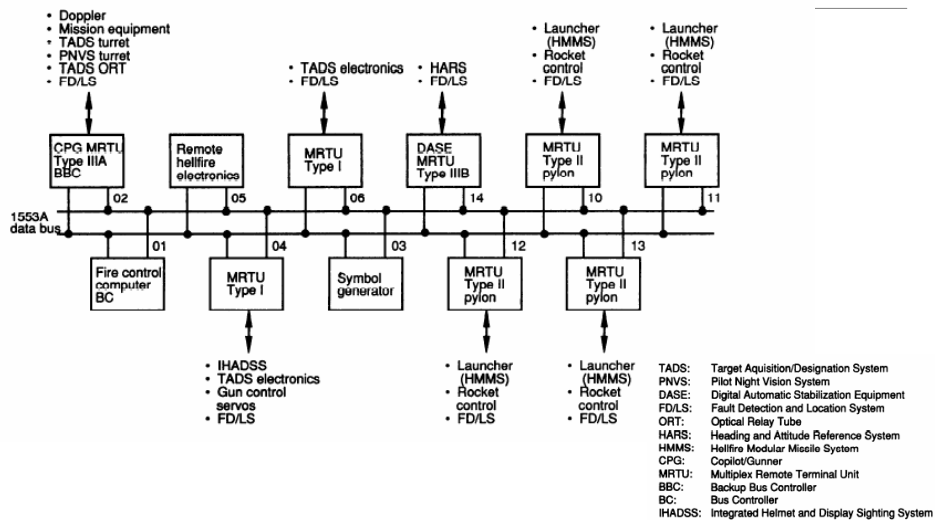 • Doppler
• Mission equipment
• TADS turret
• PNVS turret
• TADS ORT
• FD/LS
• TADS electronics
• FD/LS
• HARS
• FD/LS
• Launcher
(HMMS)
• Rocket
control
• FD/LS
• Launcher
(HMMS)
• Rocket
control
• FD/LS
CPG MRTU
Type IIIA
BBC
02
Remote
hellfire
electronics
05
MRTU
Type I
06
DASE
MRTU
Type IIIB
14
MRTU
Type II
pylon
10
MRTU
Type II
pylon
11
1553A
data bus
01
Fire control
computer
BC
04
MRTU
Type I
03
Symbol
generator
12
MRTU
Type II
pylon
13
MRTU
Type II
pylon
• IHADSS
• TADS electronics
• Gun control
servos
• FD/LS
• Launcher
(HMMS)
• Rocket
control
• FD/LS
• Launcher
(HMMS)
• Rocket
control
• FD/LS
TADS: Target Aquisition/Designation System
PNVS: Pilot Night Vision System
DASE: Digital Automatic Stabilization Equipment
FD/LS: Fault Detection and Location System
ORT: Optical Relay Tube
HARS: Heading and Attitude Reference System
HMMS: Hellfire Modular Missile System
CPG: Copilot/Gunner
MRTU: Multiplex Remote Terminal Unit
BBC: Backup Bus Controller
BC: Bus Controller
IHADSS: Integrated Helmet and Display Sighting System